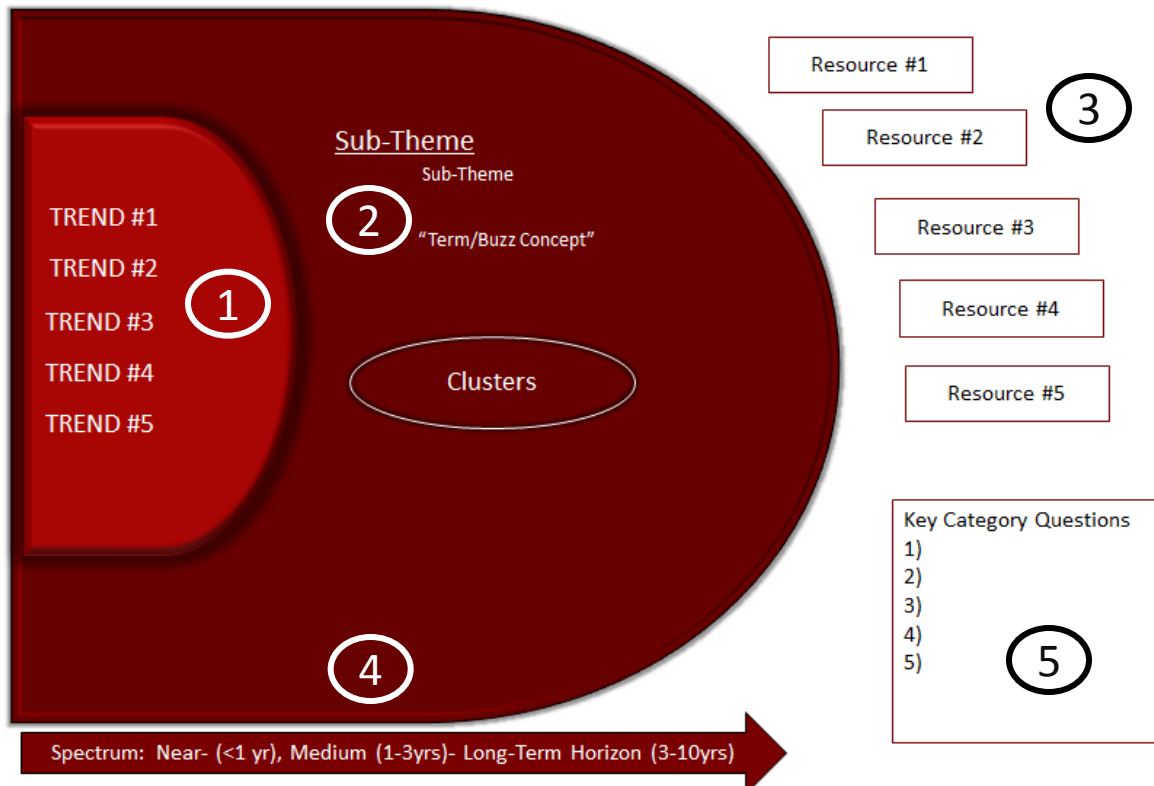 TREND #1
TREND #2
TREND #3
TREND #4
TREND #5
1
Sub-Theme
Sub-Theme
2
“Term/Buzz Concept”
Clusters
4
Spectrum: Near- (<1 yr), Medium (1-3yrs)- Long-Term Horizon (3-10yrs)
Resource #1
3
Resource #2
Resource #3
Resource #4
Resource #5
Key Category Questions
1)
2)
3)
4)
5)
5